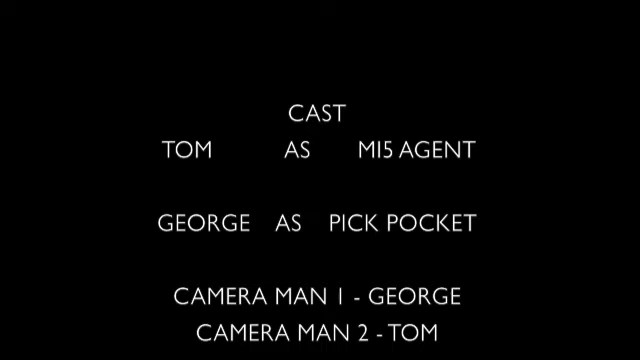 CAST
TOM AS MI5 AGENT
GEORGE AS PICK POCKET
CAMERA MAN 1 - GEORGE
CAMERA MAN 2 - TOM